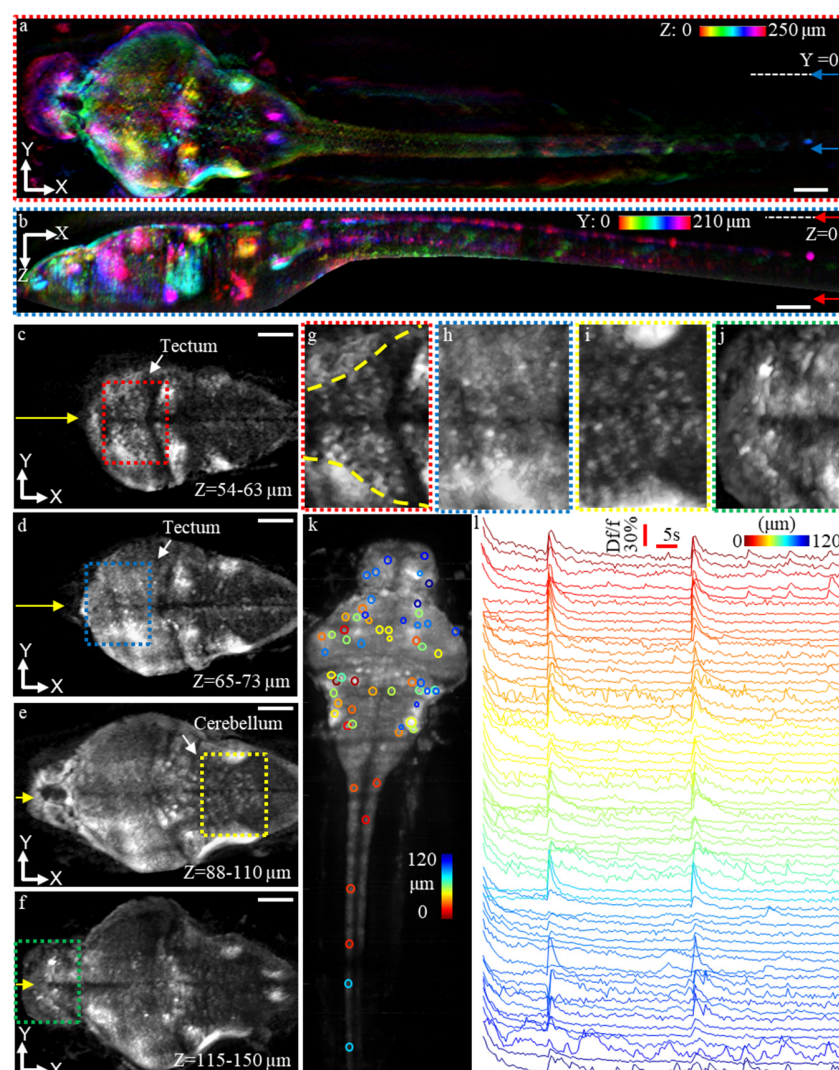 a
Z: 0 250 μm
Y =0
Y
X
b
X
Z
Y: 0 210 μm
Z=0
c
Tectum
Y
X
Z=54-63 μm
g
h
i
j
d
Tectum
Y
X
Z=65-73 μm
k
l
Df/f
30%
5s
(μm)
0 120
e
Cerebellum
Y
X
Z=88-110 μm
120
μm
0
f
Y
X
Z=115-150 μm